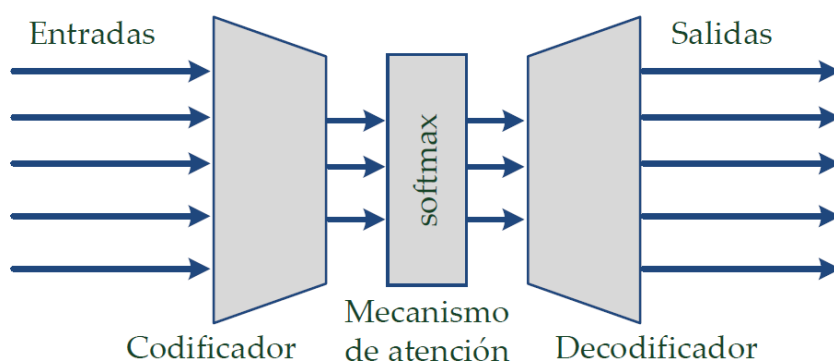 Entradas
Salidas
softmax
Codificador
Mecanismo
de atención
Decodificador